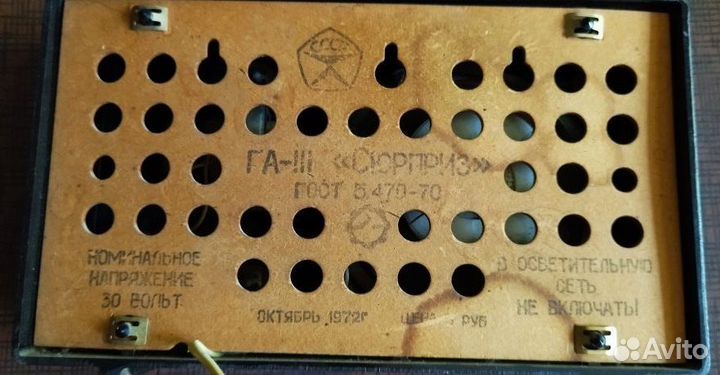 СССР
ГА-III «Сюрприз»
ГОСТ 5.470-70
НОМИНАЛЬНОЕ
НАПРЯЖЕНИЕ
30 ВОЛЬТ
В ОСВЕТИТЕЛЬНУЮ
СЕТЬ
НЕ ВКЛЮЧАТЬ!
ОКТЯБРЬ 1972г
ЦЕНА РУБ
Avito